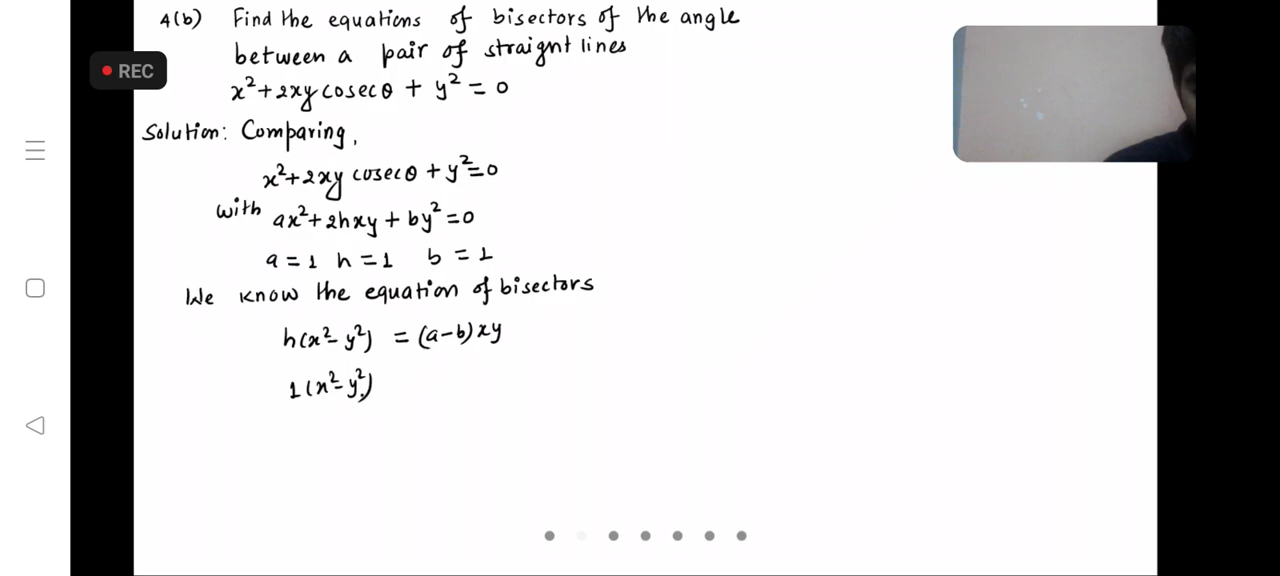 4(b) Find the equations of bisectors of the angle
between a pair of straignt lines
x²+2xy cosecθ + y² = 0
Solution: Comparing,
x²+2xy cosecθ + y²=0
with ax²+2hxy + by² =0
a = 1 h = 1 b = 1
We know the equation of bisectors
h(x²- y²) = (a-b)xy
1(x²- y²)
REC